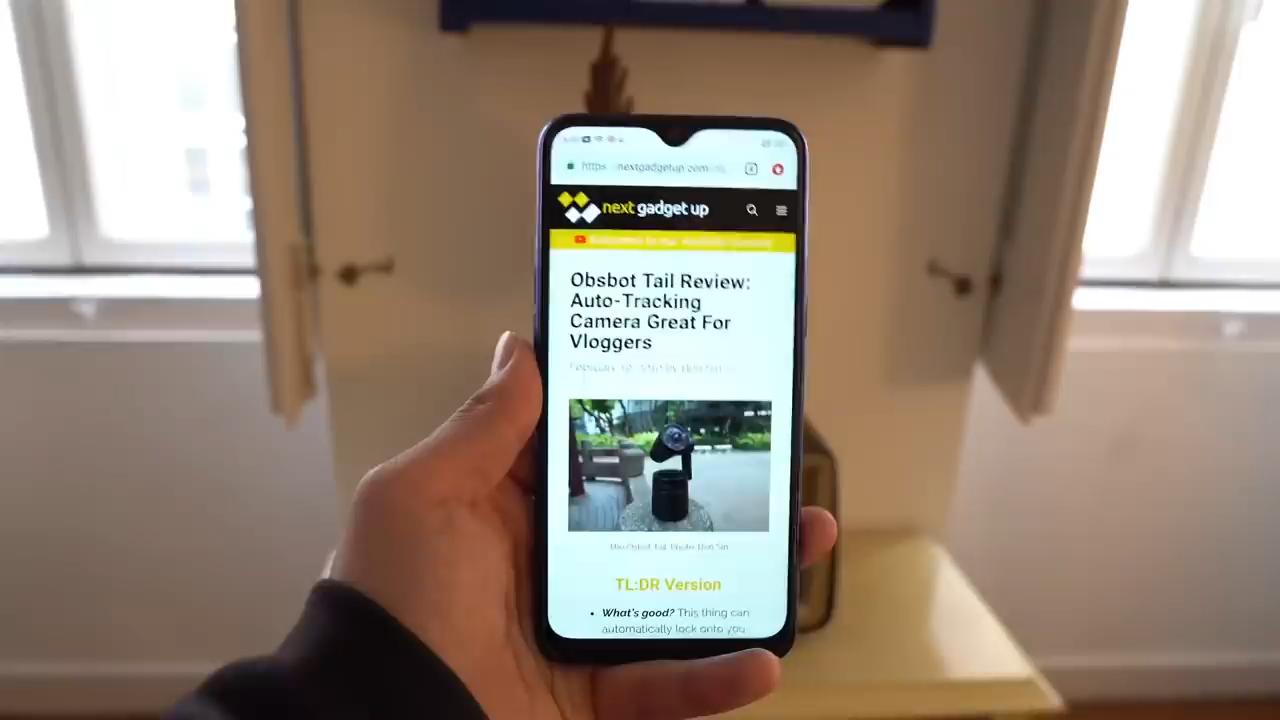 https nextgadgetup.com
next gadget up
Obsbot Tail Review:
Auto-Tracking
Camera Great For
Vloggers
TL:DR Version
• What's good? This thing can
automatically lock onto you